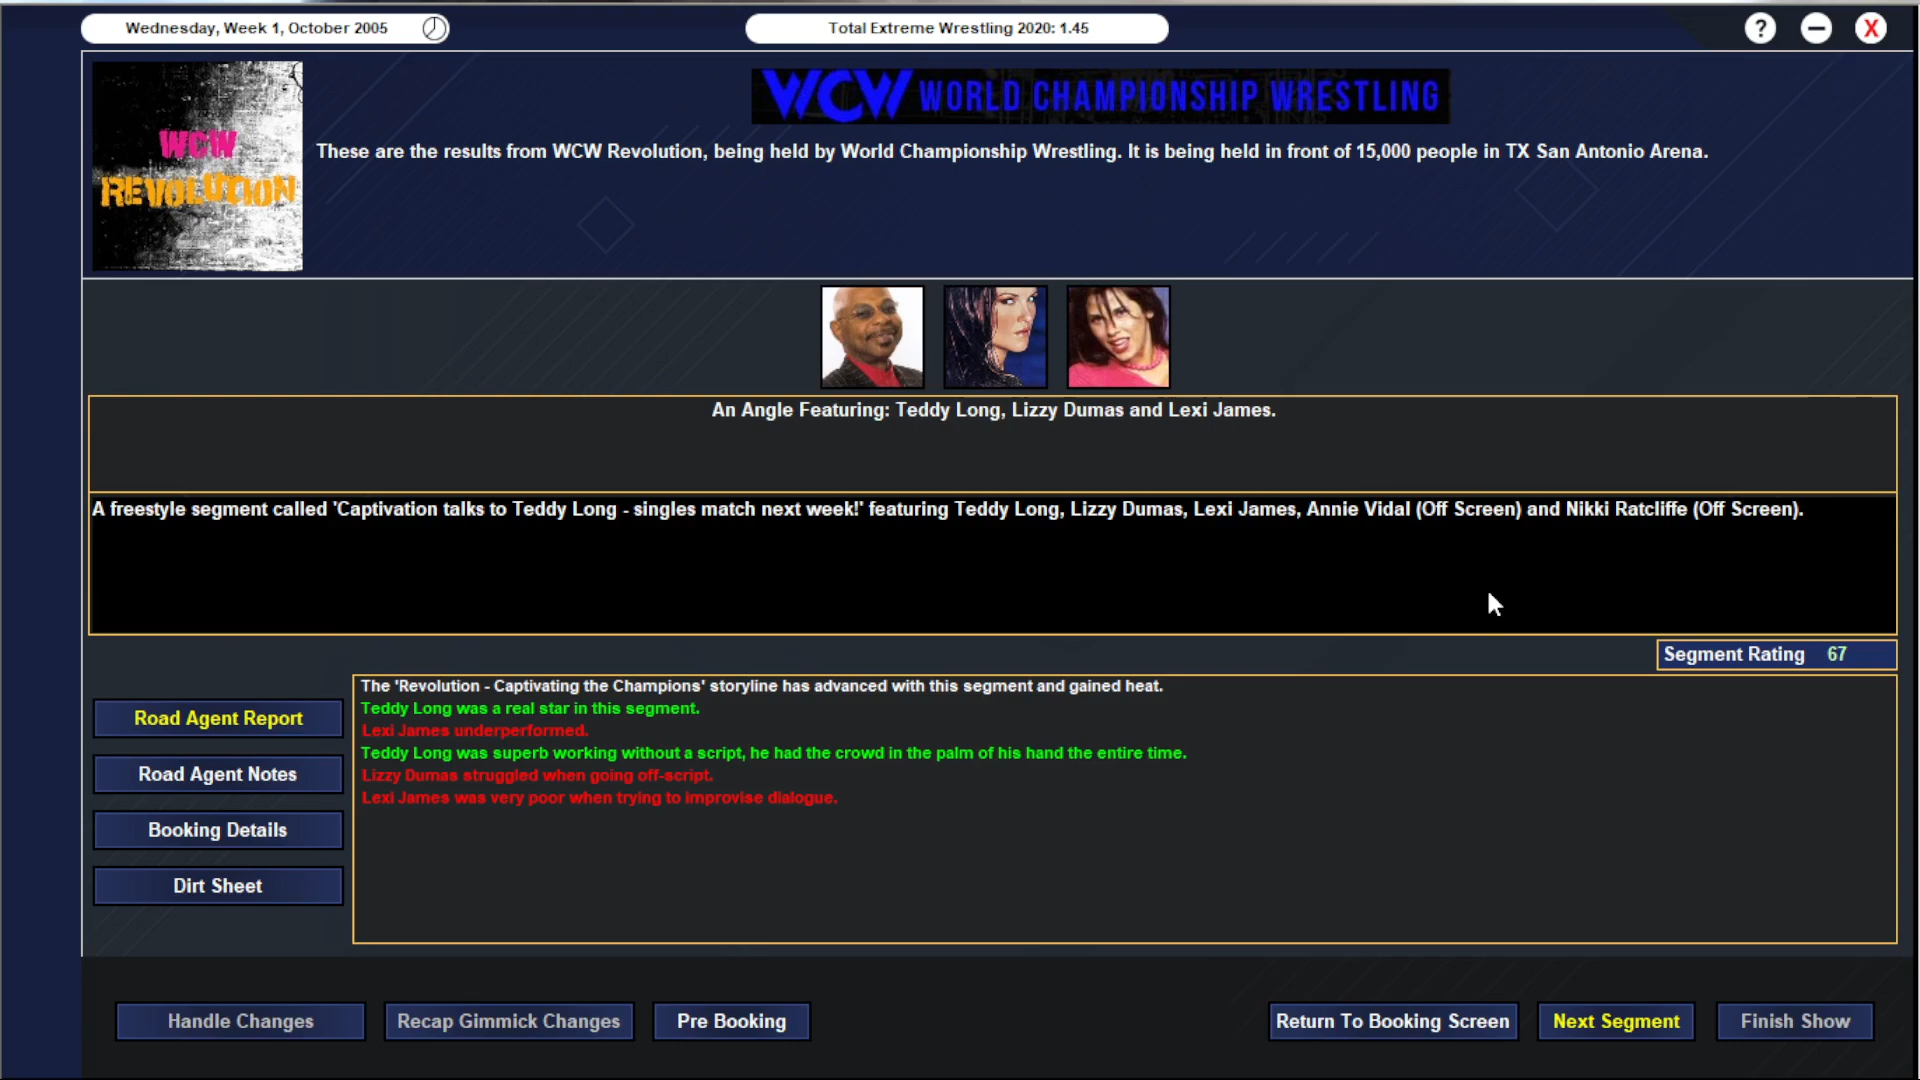 Wednesday, Week 1, October 2005
Total Extreme Wrestling 2020: 1.45
?
X
WCW WORLD CHAMPIONSHIP WRESTLING
WCW
REVOLUTION
These are the results from WCW Revolution, being held by World Championship Wrestling. It is being held in front of 15,000 people in TX San Antonio Arena.
An Angle Featuring: Teddy Long, Lizzy Dumas and Lexi James.
A freestyle segment called 'Captivation talks to Teddy Long - singles match next week!' featuring Teddy Long, Lizzy Dumas, Lexi James, Annie Vidal (Off Screen) and Nikki Ratcliffe (Off Screen).
Segment Rating 67
The 'Revolution - Captivating the Champions' storyline has advanced with this segment and gained heat.
Teddy Long was a real star in this segment.
Lexi James underperformed.
Teddy Long was superb working without a script, he had the crowd in the palm of his hand the entire time.
Lizzy Dumas struggled when going off-script.
Lexi James was very poor when trying to improvise dialogue.
Road Agent Report
Road Agent Notes
Booking Details
Dirt Sheet
Handle Changes
Recap Gimmick Changes
Pre Booking
Return To Booking Screen
Next Segment
Finish Show